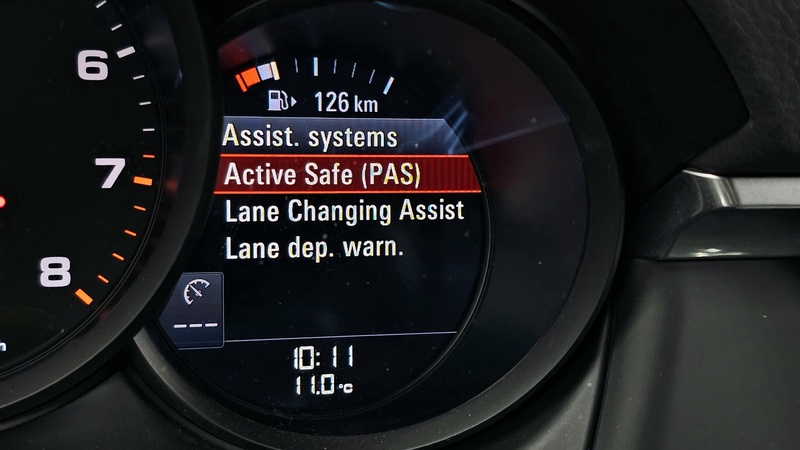 6
7
8
126 km
Assist. systems
Active Safe (PAS)
Lane Changing Assist
Lane dep. warn.
---
10:11
11.0 °C
h